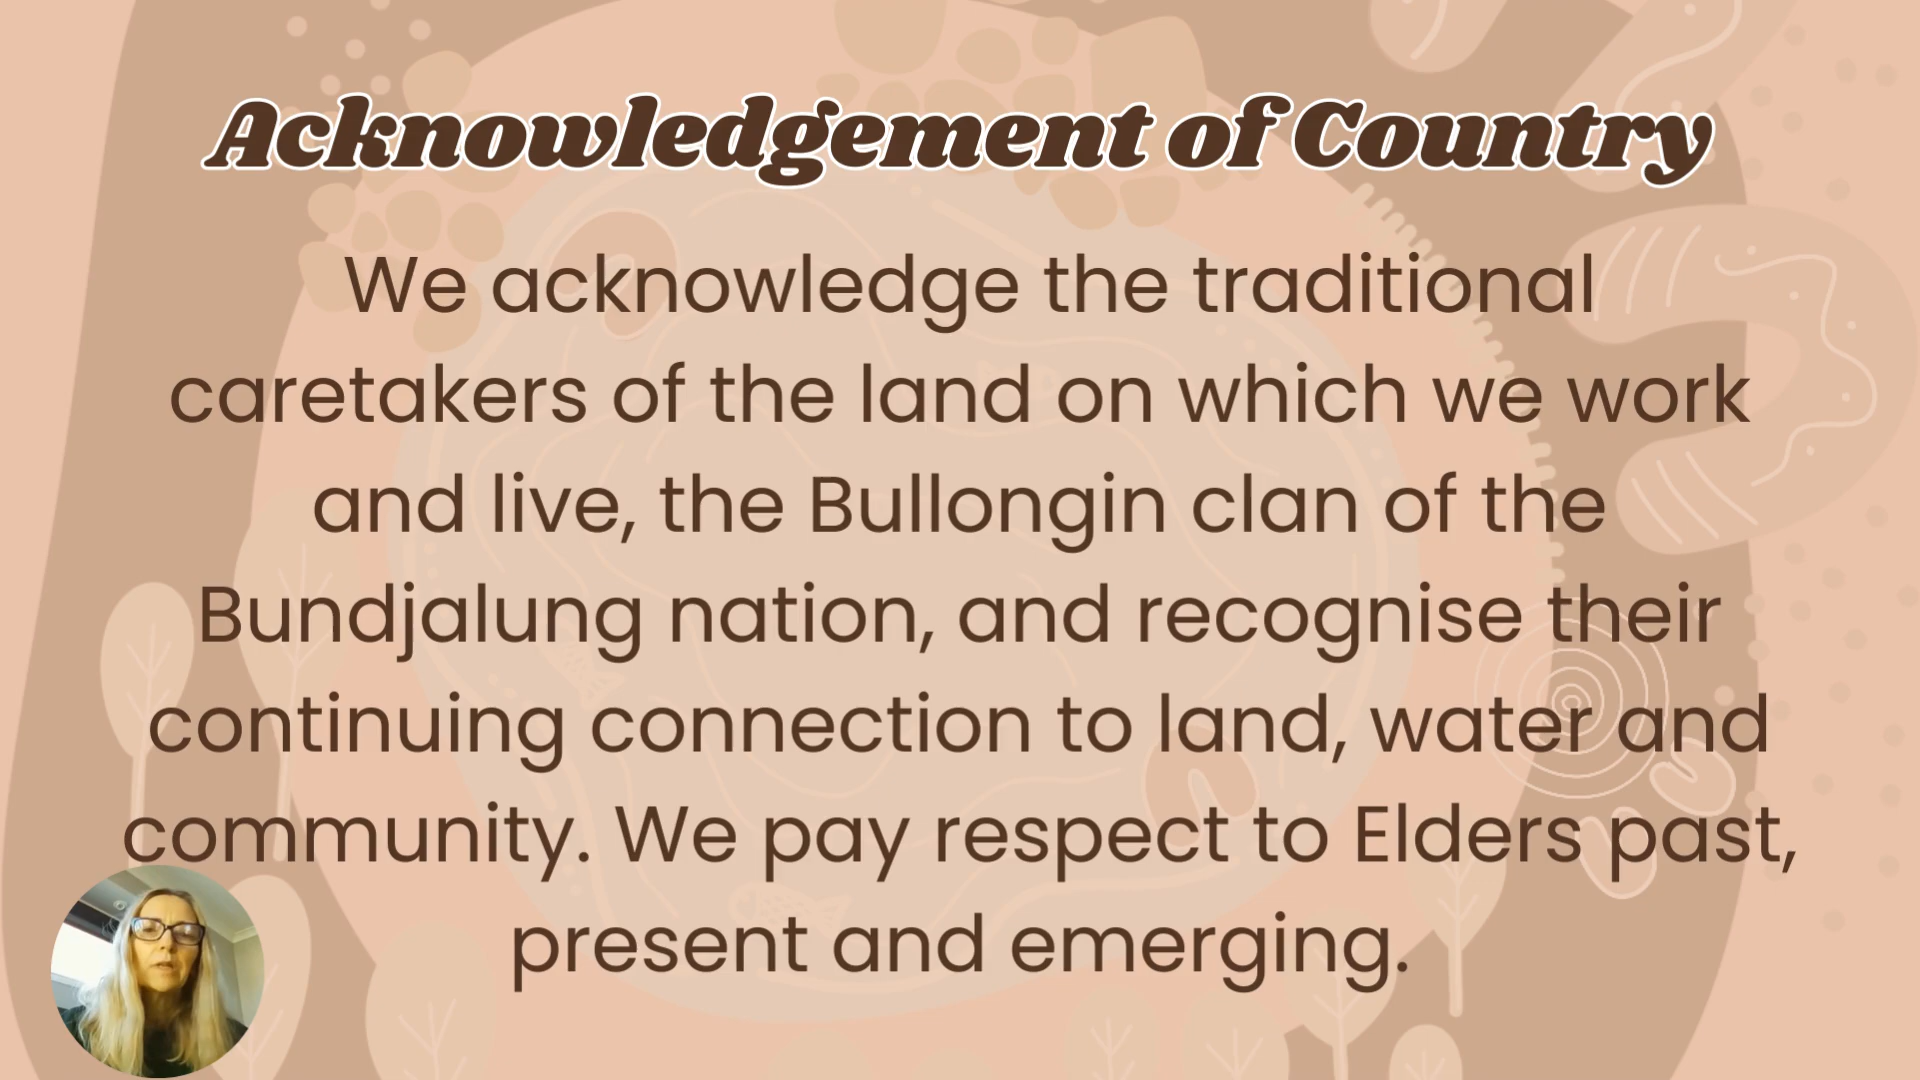 Acknowledgement of Country
We acknowledge the traditional
caretakers of the land on which we work
and live, the Bullongin clan of the
Bundjalung nation, and recognise their
continuing connection to land, water and
community. We pay respect to Elders past,
present and emerging.